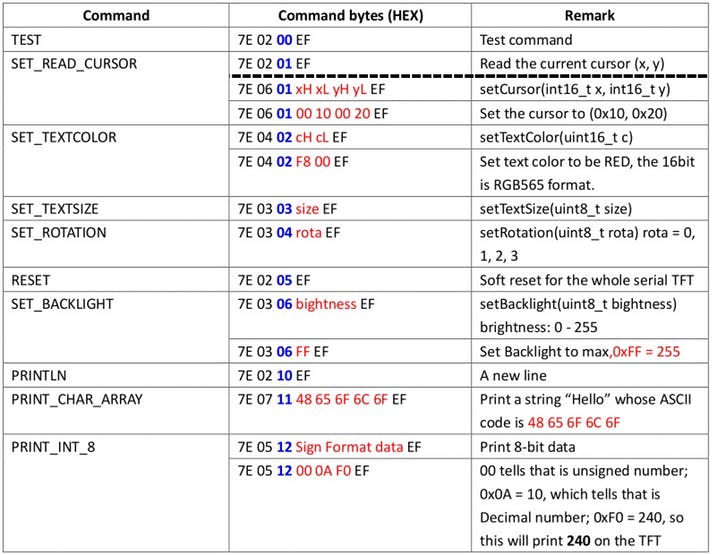 Command Command bytes (HEX) Remark
TEST 7E 02 00 EF Test command
SET_READ_CURSOR 7E 02 01 EF Read the current cursor (x, y)
7E 06 01 xH xL yH yL EF setCursor(int16_t x, int16_t y)
7E 06 01 00 10 00 20 EF Set the cursor to (0x10, 0x20)
SET_TEXTCOLOR 7E 04 02 cH cL EF setTextColor(uint16_t c)
7E 04 02 F8 00 EF Set text color to be RED, the 16bit
is RGB565 format.
SET_TEXTSIZE 7E 03 03 size EF setTextSize(uint8_t size)
SET_ROTATION 7E 03 04 rota EF setRotation(uint8_t rota) rota = 0,
1, 2, 3
RESET 7E 02 05 EF Soft reset for the whole serial TFT
SET_BACKLIGHT 7E 03 06 bightness EF setBacklight(uint8_t bightness)
brightness: 0 - 255
7E 03 06 FF EF Set Backlight to max,0xFF = 255
PRINTLN 7E 02 10 EF A new line
PRINT_CHAR_ARRAY 7E 07 11 48 65 6F 6C 6F EF Print a string “Hello” whose ASCII
code is 48 65 6F 6C 6F
PRINT_INT_8 7E 05 12 Sign Format data EF Print 8-bit data
7E 05 12 00 0A F0 EF 00 tells that is unsigned number;
0x0A = 10, which tells that is
Decimal number; 0xF0 = 240, so
this will print 240 on the TFT